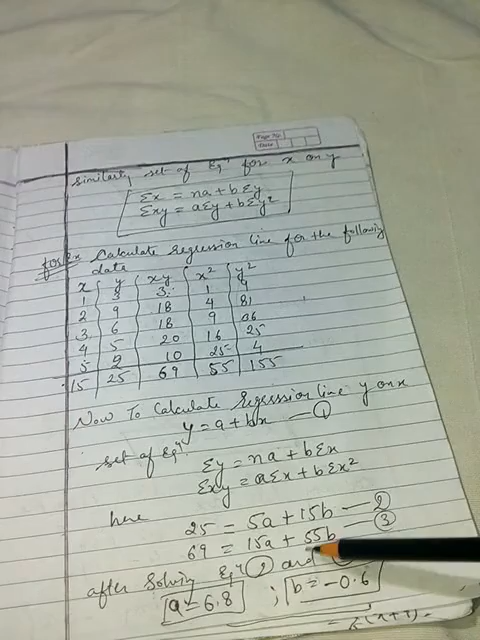 Page No.
Date
Similarly set of Eqⁿ for x on y
Σx = na + bΣy
Σxy = aΣy + bΣy²
for Ex Calculate regression line for the following
data
x y xy x² y²
1 3 3 1 9
2 9 18 4 81
3 6 18 9 36
4 5 20 16 25
5 2 10 25 4
15 25 69 55 155
Now To Calculate Regression line y on x
y = a + bx — ①
set of Eqⁿ
Σy = na + bΣx
Σxy = aΣx + bΣx²
here
25 = 5a + 15b — ②
69 = 15a + 55b ③
after Solving Eqⁿ ② and
a = 6.8 ; b = -0.6